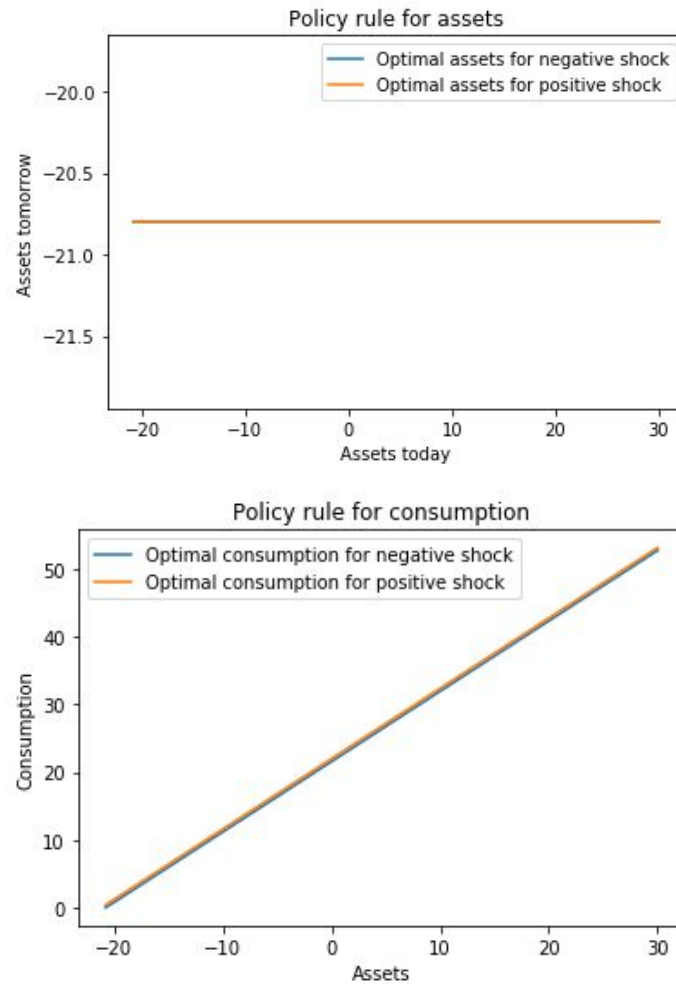 Policy rule for assets
Optimal assets for negative shock
Optimal assets for positive shock
−20.0
−20.5
−21.0
−21.5
Assets tomorrow
−20 −10 0 10 20 30
Assets today
Policy rule for consumption
Optimal consumption for negative shock
Optimal consumption for positive shock
50
40
30
20
10
0
Consumption
−20 −10 0 10 20 30
Assets